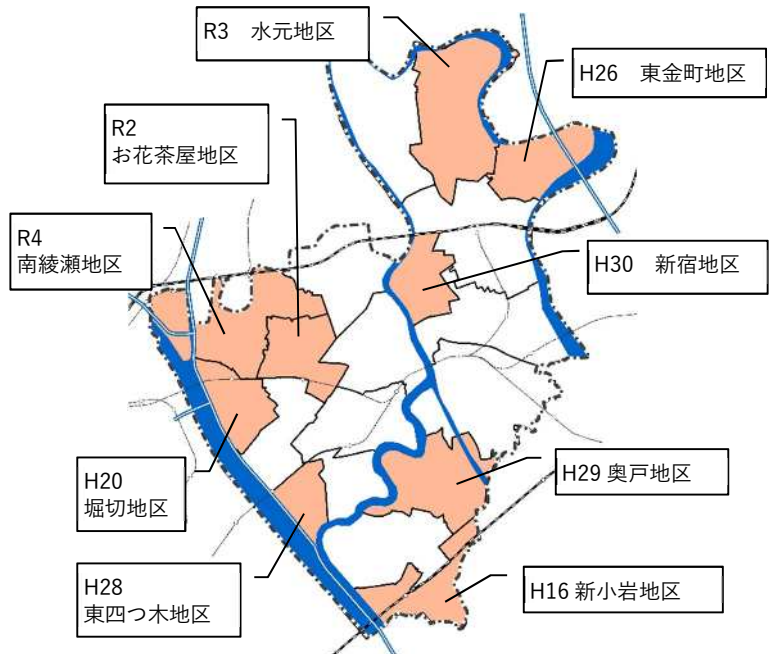 R3　水元地区
H26　東金町地区
R2
お花茶屋地区
R4
南綾瀬地区
H30　新宿地区
H20
堀切地区
H29 奥戸地区
H28
東四つ木地区
H16 新小岩地区